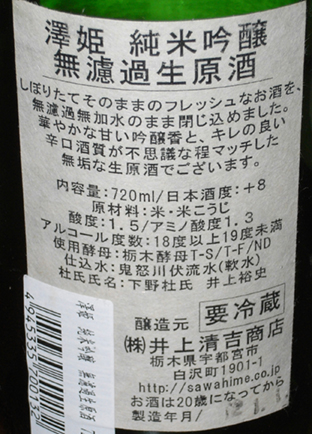 澤姫 純米吟醸
無濾過生原酒
しぼりたてそのままのフレッシュなお酒を、
無濾過無加水のまま閉じ込めました。
華やかな甘い吟醸香と、キレの良い
辛口酒質が不思議な程マッチした
無垢な生原酒でございます。
内容量:720ml/日本酒度:+8
原材料:米・米こうじ
酸度:1.5/アミノ酸度1.3
アルコール度数:18度以上19度未満
使用酵母:栃木酵母T-S/T-F/ND
仕込水:鬼怒川伏流水(軟水)
杜氏氏名:下野杜氏 井上裕史
要冷蔵
醸造元
㈱井上清吉商店
栃木県宇都宮市
白沢町1901-1
http://sawahime.co.jp/
お酒は20歳になってから
製造年月/